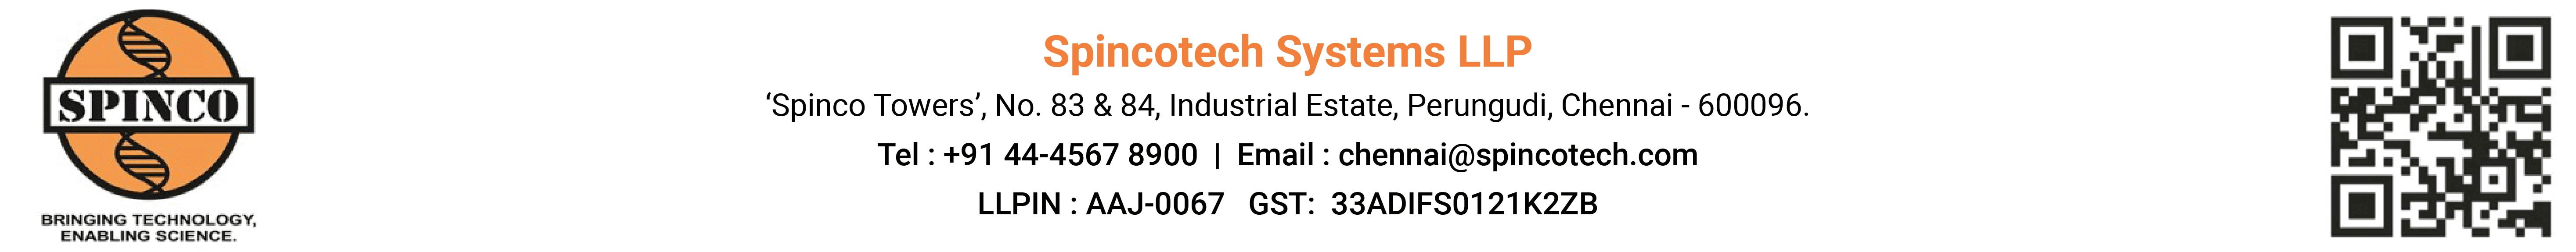 SPINCO
BRINGING TECHNOLOGY,
ENABLING SCIENCE.
Spincotech Systems LLP
‘Spinco Towers’, No. 83 & 84, Industrial Estate, Perungudi, Chennai - 600096.
Tel : +91 44-4567 8900 | Email : chennai@spincotech.com
LLPIN : AAJ-0067 GST: 33ADIFS0121K2ZB